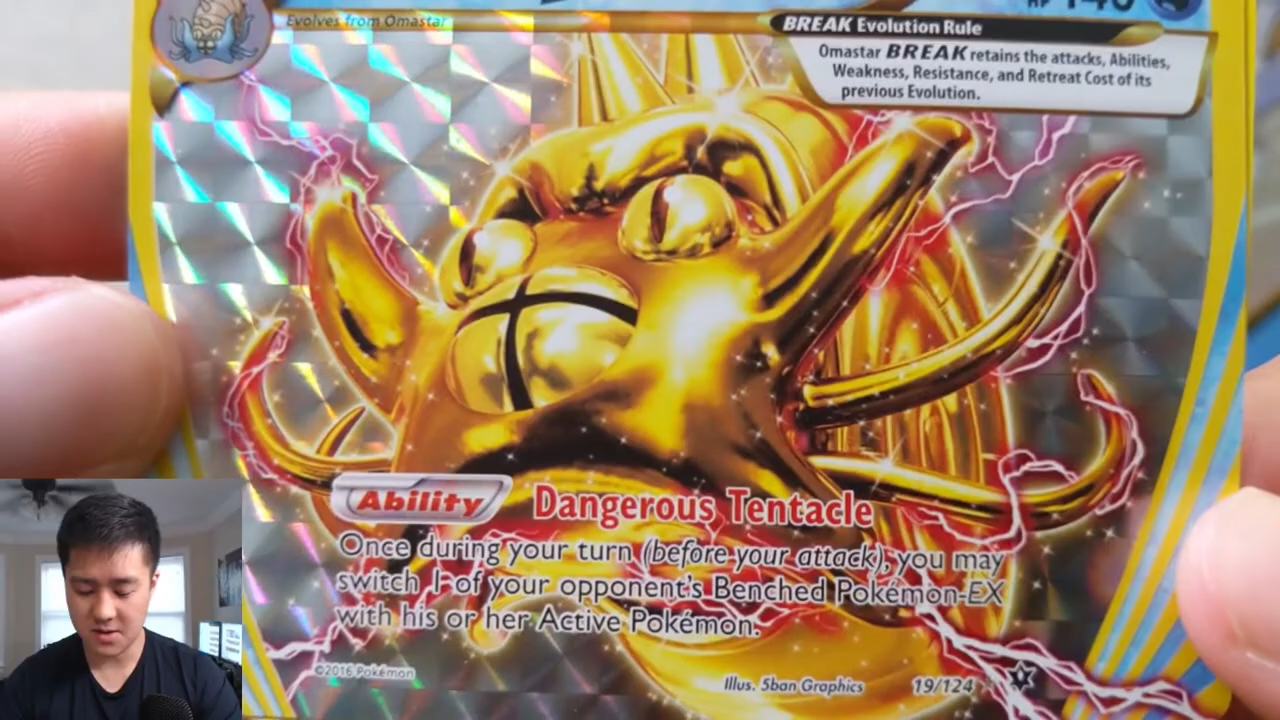 Evolves from Omastar
HP 140
BREAK Evolution Rule
Omastar BREAK retains the attacks, Abilities,
Weakness, Resistance, and Retreat Cost of its
previous Evolution.
Ability Dangerous Tentacle
Once during your turn (before your attack), you may
switch 1 of your opponent's Benched Pokémon-EX
with his or her Active Pokémon.
©2016 Pokémon
Illus. 5ban Graphics
19/124